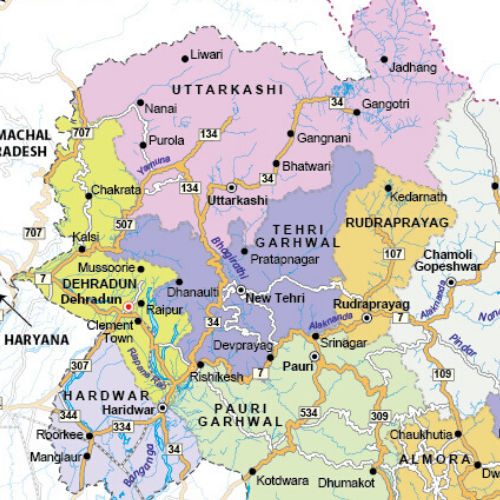 Liwari
Jadhang
UTTARKASHI
Nanai
34
Gangotri
MACHAL
RADESH
707
134
Gangnani
Purola
Yamuna
Bhatwari
34
Chakrata
134
Uttarkashi
Kedarnath
507
TEHRI
GARHWAL
RUDRAPRAYAG
707
Kalsi
Bhagirathi
Pratapnagar
107
Chamoli
Gopeshwar
Mussoorie
7
DEHRADUN
Dehradun
Dhanaulti
New Tehri
Alaknanda
Raipur
Rudraprayag
Clement
Town
34
Alaknanda
7
HARYANA
Srinagar
Pindar
Devprayag
307
Pauri
7
Rishikesh
109
HARDWAR
Haridwar
PAURI
GARHWAL
534
309
344
334
Roorkee
Chaukhutia
Manglaur
34
Banganga
ALMORA
Kotdwara
Dhumakot
Dw